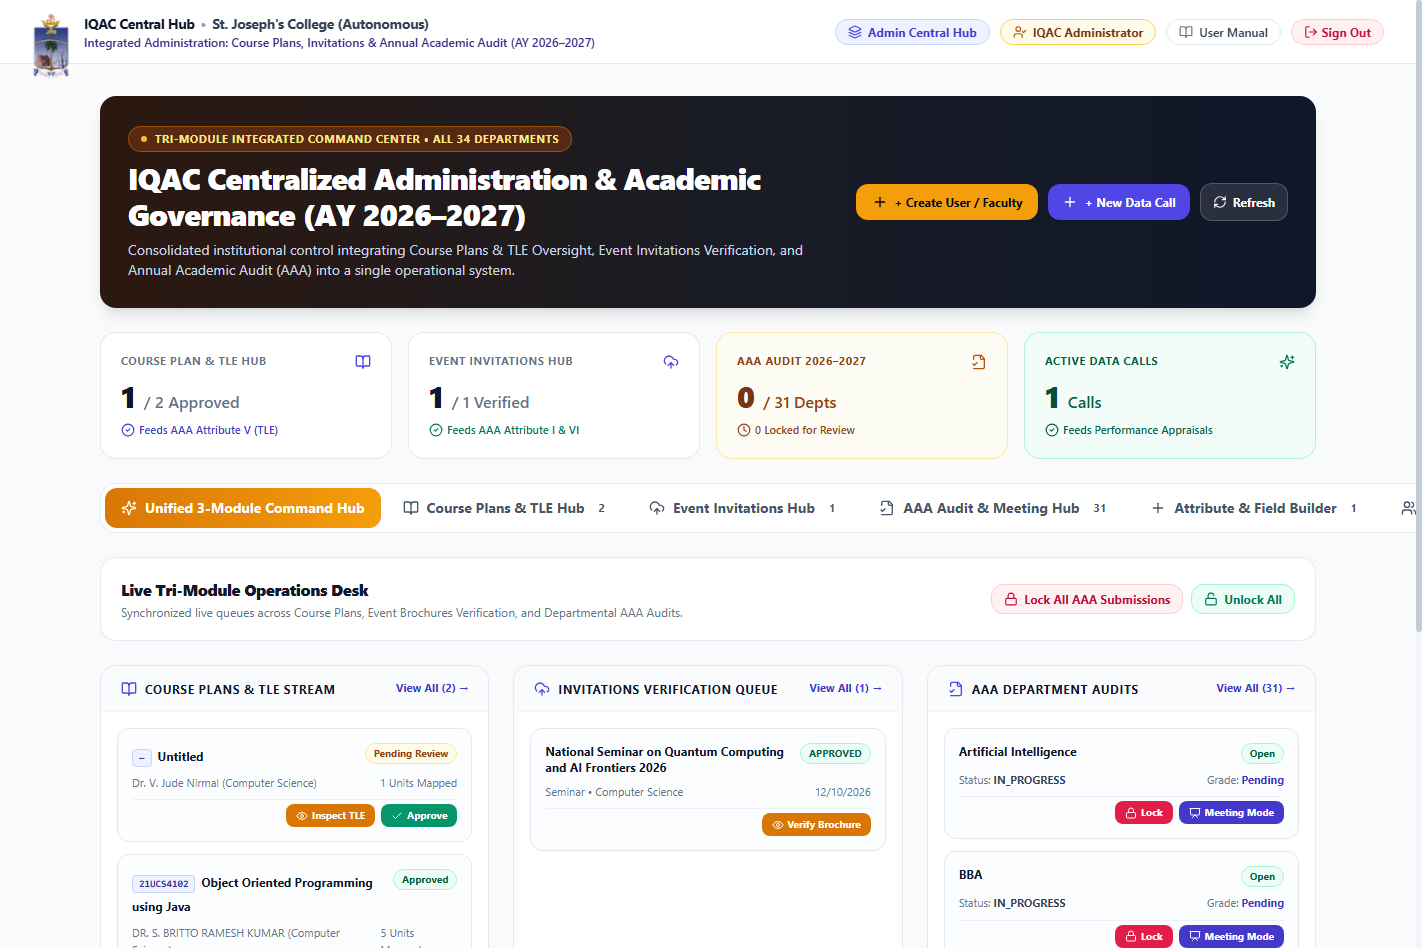 IQAC Central Hub • St. Joseph's College (Autonomous)
Integrated Administration: Course Plans, Invitations & Annual Academic Audit (AY 2026–2027)
Admin Central Hub
IQAC Administrator
User Manual
Sign Out
TRI-MODULE INTEGRATED COMMAND CENTER • ALL 34 DEPARTMENTS
IQAC Centralized Administration & Academic
Governance (AY 2026–2027)
Consolidated institutional control integrating Course Plans & TLE Oversight, Event Invitations Verification, and
Annual Academic Audit (AAA) into a single operational system.
+ Create User / Faculty
+ New Data Call
Refresh
COURSE PLAN & TLE HUB
1 / 2 Approved
Feeds AAA Attribute V (TLE)
EVENT INVITATIONS HUB
1 / 1 Verified
Feeds AAA Attribute I & VI
AAA AUDIT 2026–2027
0 / 31 Depts
0 Locked for Review
ACTIVE DATA CALLS
1 Calls
Feeds Performance Appraisals
Unified 3-Module Command Hub
Course Plans & TLE Hub 2
Event Invitations Hub 1
AAA Audit & Meeting Hub 31
Attribute & Field Builder 1
Live Tri-Module Operations Desk
Synchronized live queues across Course Plans, Event Brochures Verification, and Departmental AAA Audits.
Lock All AAA Submissions
Unlock All
COURSE PLANS & TLE STREAM
View All (2) →
– Untitled
Pending Review
Dr. V. Jude Nirmal (Computer Science)
1 Units Mapped
Inspect TLE
Approve
21UCS4102 Object Oriented Programming
using Java
Approved
DR. S. BRITTO RAMESH KUMAR (Computer
5 Units
INVITATIONS VERIFICATION QUEUE
View All (1) →
National Seminar on Quantum Computing
and AI Frontiers 2026
APPROVED
Seminar • Computer Science
12/10/2026
Verify Brochure
AAA DEPARTMENT AUDITS
View All (31) →
Artificial Intelligence
Open
Status: IN_PROGRESS
Grade: Pending
Lock
Meeting Mode
BBA
Open
Status: IN_PROGRESS
Grade: Pending
Lock
Meeting Mode